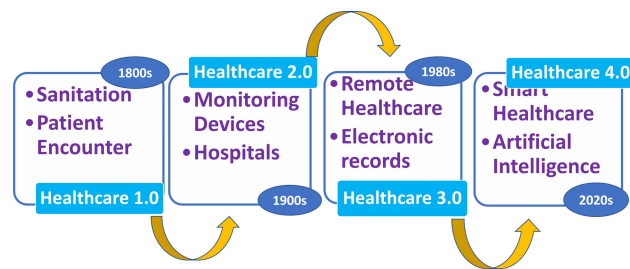 1800s
• Sanitation
• Patient
Encounter
Healthcare 1.0
Healthcare 2.0
• Monitoring
Devices
• Hospitals
1900s
1980s
• Remote
Healthcare
• Electronic
records
Healthcare 3.0
Healthcare 4.0
• Smart
Healthcare
• Artificial
Intelligence
2020s